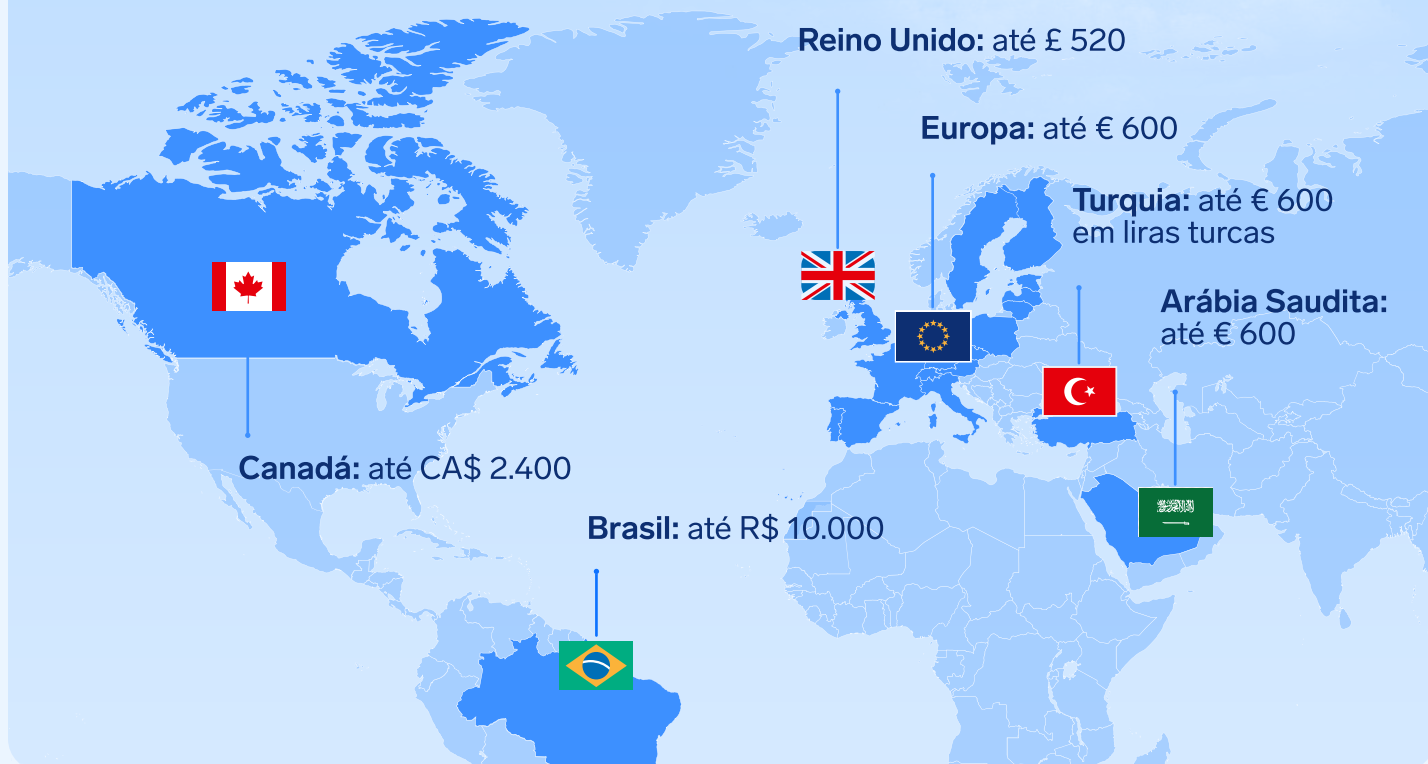 Reino Unido: até £ 520
Europa: até € 600
Turquia: até € 600
em liras turcas
Arábia Saudita:
até € 600
Canadá: até CA$ 2.400
Brasil: até R$ 10.000